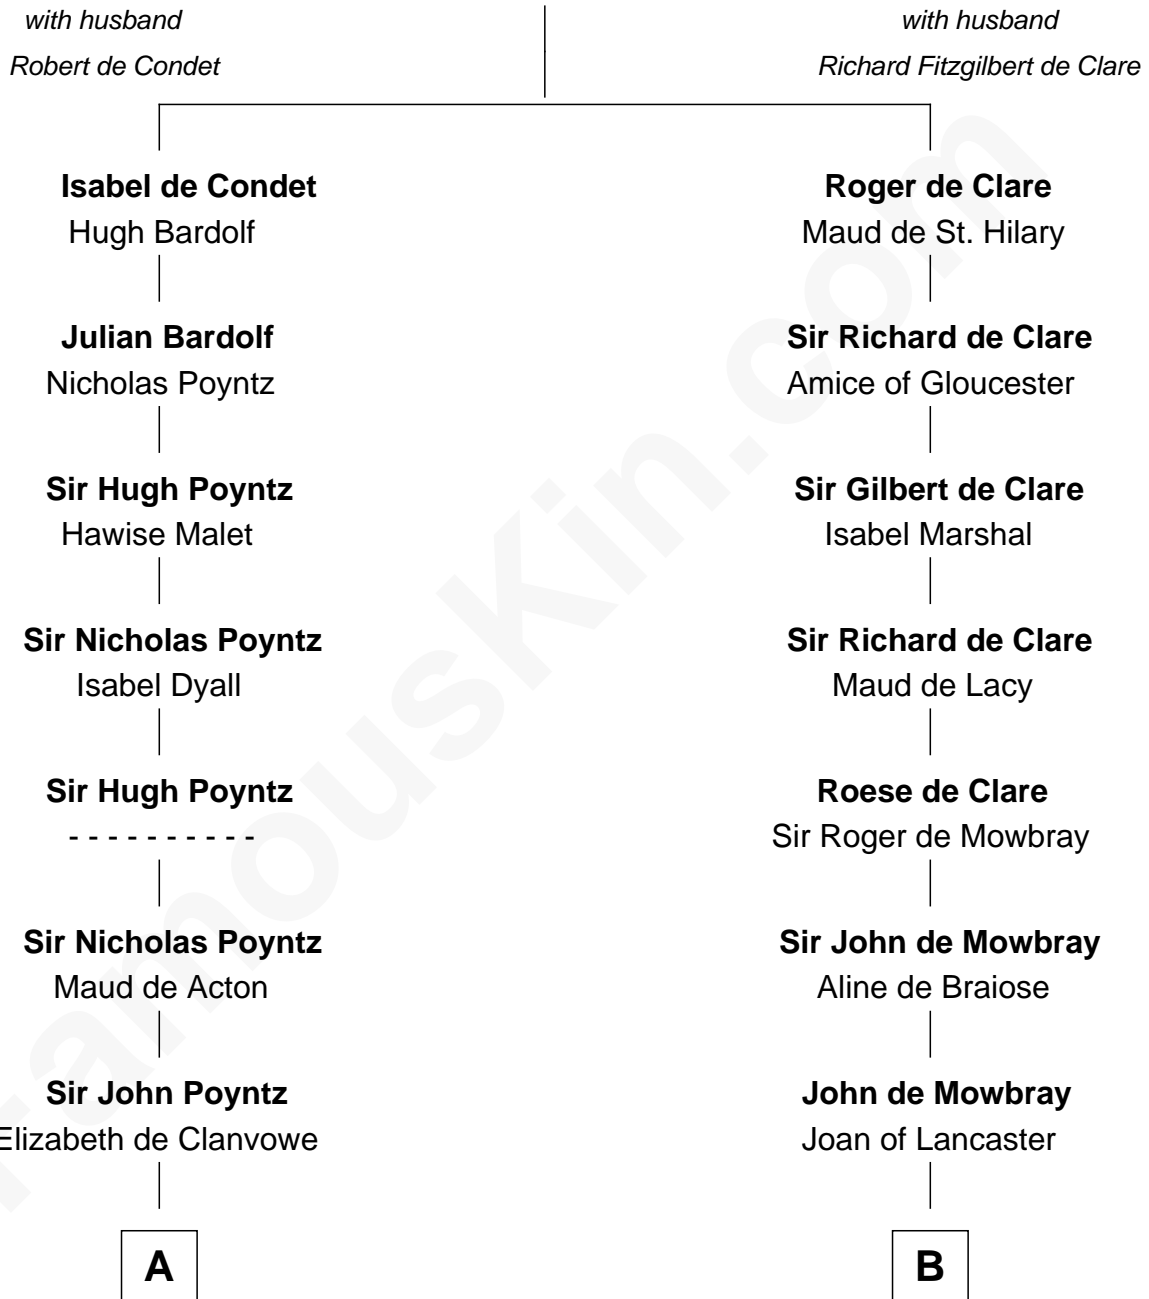 with husband
Robert de Condet
with husband
Richard Fitzgilbert de Clare
Isabel de Condet
Hugh Bardolf
Roger de Clare
Maud de St. Hilary
Julian Bardolf
Nicholas Poyntz
Sir Richard de Clare
Amice of Gloucester
Sir Hugh Poyntz
Hawise Malet
Sir Gilbert de Clare
Isabel Marshal
Sir Nicholas Poyntz
Isabel Dyall
Sir Richard de Clare
Maud de Lacy
Sir Hugh Poyntz
- - - - - - - - - -
Roese de Clare
Sir Roger de Mowbray
Sir Nicholas Poyntz
Maud de Acton
Sir John de Mowbray
Aline de Braiose
Sir John Poyntz
Elizabeth de Clanvowe
John de Mowbray
Joan of Lancaster
A
B
FamousKin.com